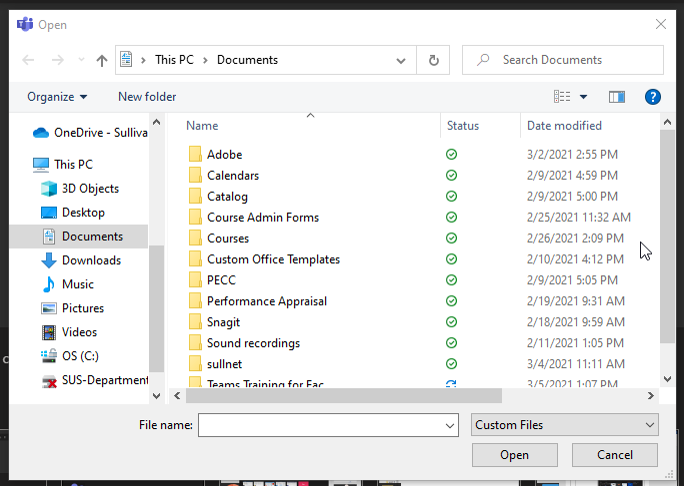 Open
This PC > Documents
Search Documents
Organize
New folder
?
Name
Status
Date modified
OneDrive - Sulliva
This PC
3D Objects
Desktop
Documents
Downloads
Music
Pictures
Videos
OS (C:)
SUS-Department
Adobe 3/2/2021 2:55 PM
Calendars 2/9/2021 4:59 PM
Catalog 2/9/2021 5:00 PM
Course Admin Forms 2/25/2021 11:32 AM
Courses 2/26/2021 2:09 PM
Custom Office Templates 2/10/2021 4:12 PM
PECC 2/9/2021 5:05 PM
Performance Appraisal 2/19/2021 9:31 AM
Snagit 2/18/2021 9:59 AM
Sound recordings 2/11/2021 1:05 PM
sullnet 3/4/2021 11:11 AM
Teams Training for Fac 3/5/2021 1:07 PM
File name:
Custom Files
Open
Cancel